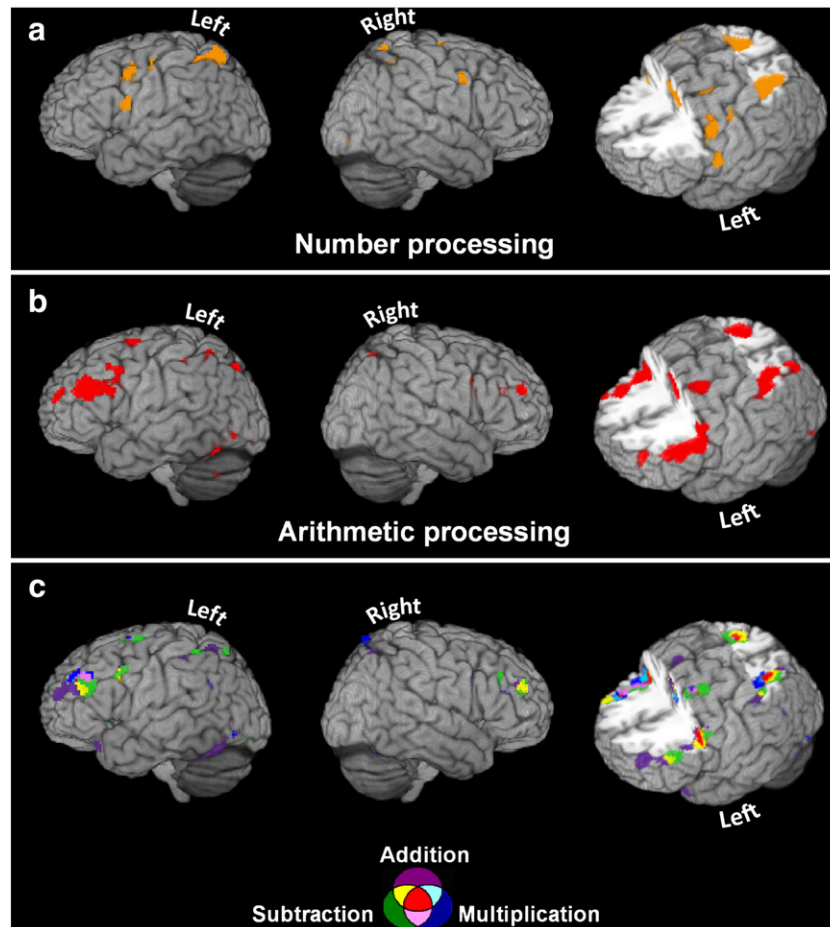 a
Left
Right
Left
Number processing
b
Left
Right
Left
Arithmetic processing
c
Left
Right
Left
Addition
Subtraction
Multiplication